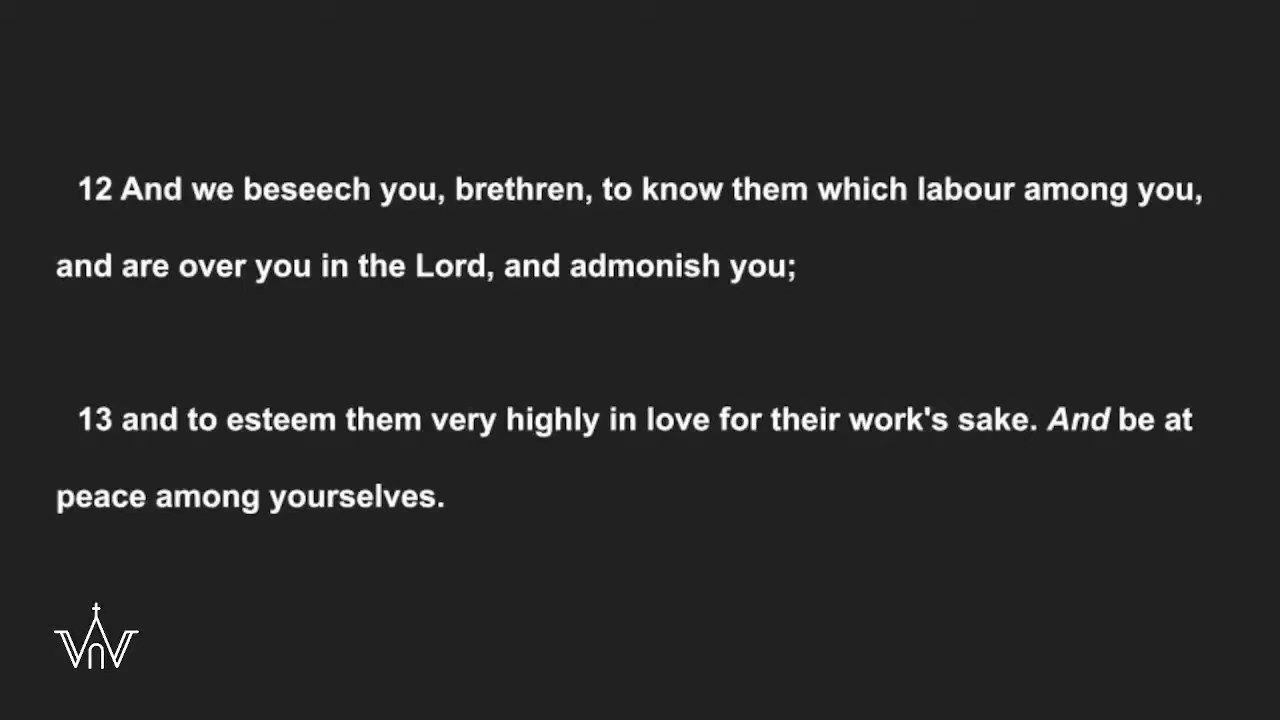 12 And we beseech you, brethren, to know them which labour among you,
and are over you in the Lord, and admonish you;
13 and to esteem them very highly in love for their work's sake. And be at
peace among yourselves.